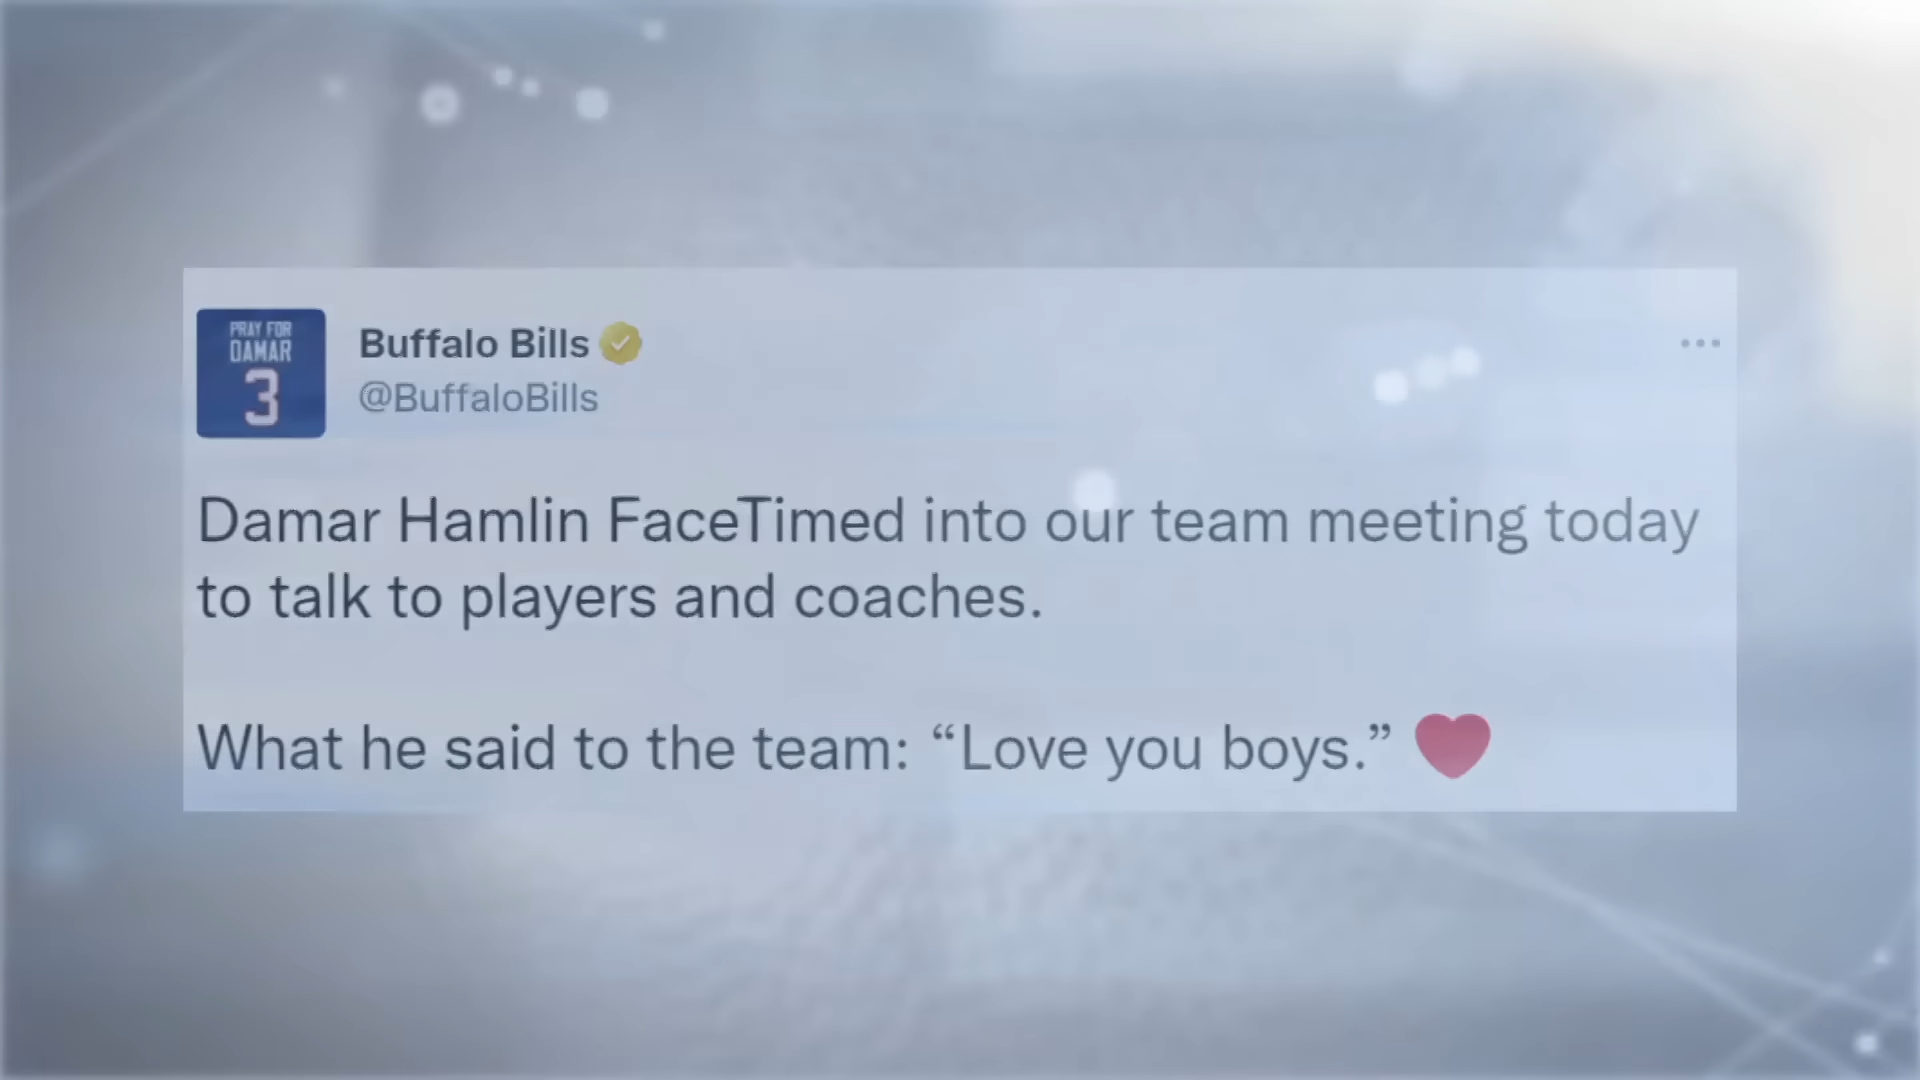 PRAY FOR
DAMAR
3
Buffalo Bills
@BuffaloBills
Damar Hamlin FaceTimed into our team meeting today
to talk to players and coaches.
What he said to the team: “Love you boys.” ❤️